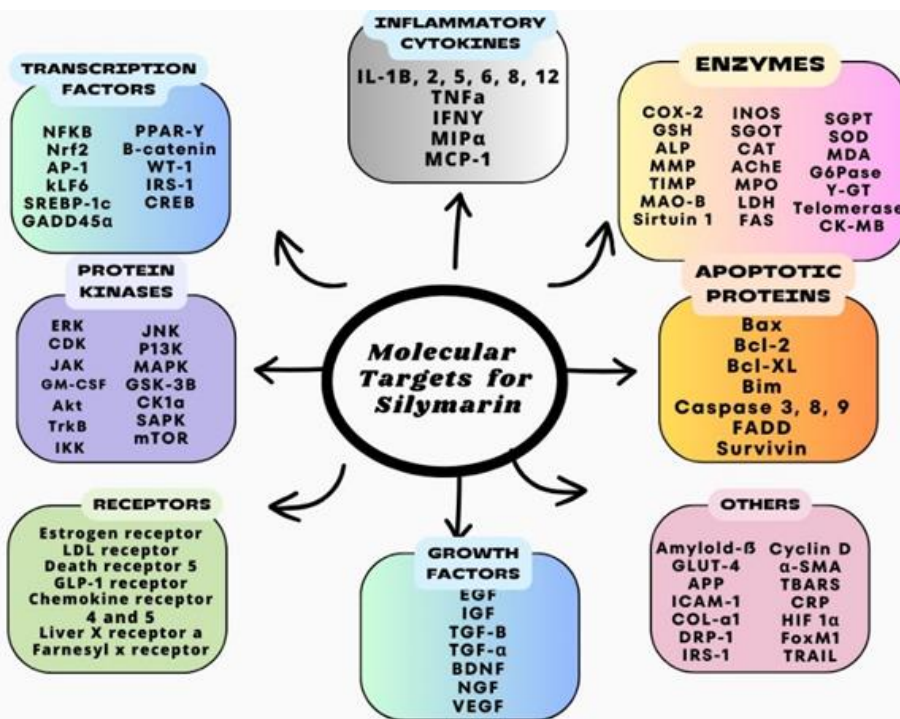 INFLAMMATORY
CYTOKINES
IL-1B, 2, 5, 6, 8, 12
TNFa
IFNY
MIPα
MCP-1
TRANSCRIPTION
FACTORS
NFKB
Nrf2
AP-1
kLF6
SREBP-1c
GADD45α
PPAR-Y
B-catenin
WT-1
IRS-1
CREB
ENZYMES
COX-2
GSH
ALP
MMP
TIMP
MAO-B
Sirtuin 1
INOS
SGOT
CAT
AChE
MPO
LDH
FAS
SGPT
SOD
MDA
G6Pase
Y-GT
Telomerase
CK-MB
PROTEIN
KINASES
ERK
CDK
JAK
GM-CSF
Akt
TrkB
IKK
JNK
P13K
MAPK
GSK-3B
CK1a
SAPK
mTOR
Molecular
Targets for
Silymarin
APOPTOTIC
PROTEINS
Bax
Bcl-2
Bcl-XL
Bim
Caspase 3, 8, 9
FADD
Survivin
RECEPTORS
Estrogen receptor
LDL receptor
Death receptor 5
GLP-1 receptor
Chemokine receptor
4 and 5
Liver X receptor a
Farnesyl x receptor
GROWTH
FACTORS
EGF
IGF
TGF-B
TGF-α
BDNF
NGF
VEGF
OTHERS
Amyloid-ß
GLUT-4
APP
ICAM-1
COL-α1
DRP-1
IRS-1
Cyclin D
α-SMA
TBARS
CRP
HIF 1α
FoxM1
TRAIL